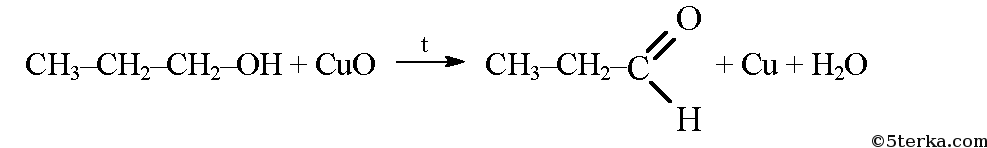 O
t
CH₃–CH₂–CH₂–OH + CuO → CH₃–CH₂–C + Cu + H₂O
H
©5terka.com